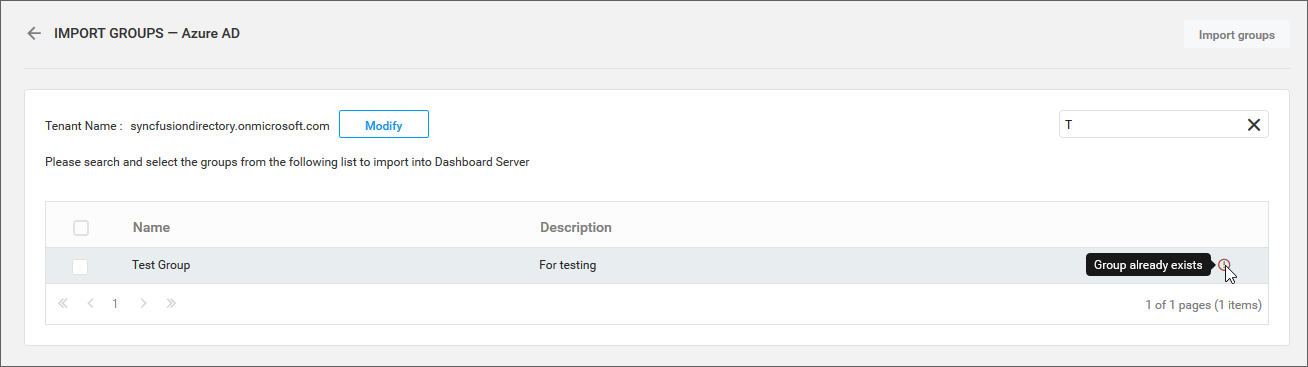 IMPORT GROUPS — Azure AD
Import groups
Tenant Name : syncfusiondirectory.onmicrosoft.com
Modify
T
Please search and select the groups from the following list to import into Dashboard Server
Name Description
Test Group For testing Group already exists
1
1 of 1 pages (1 items)